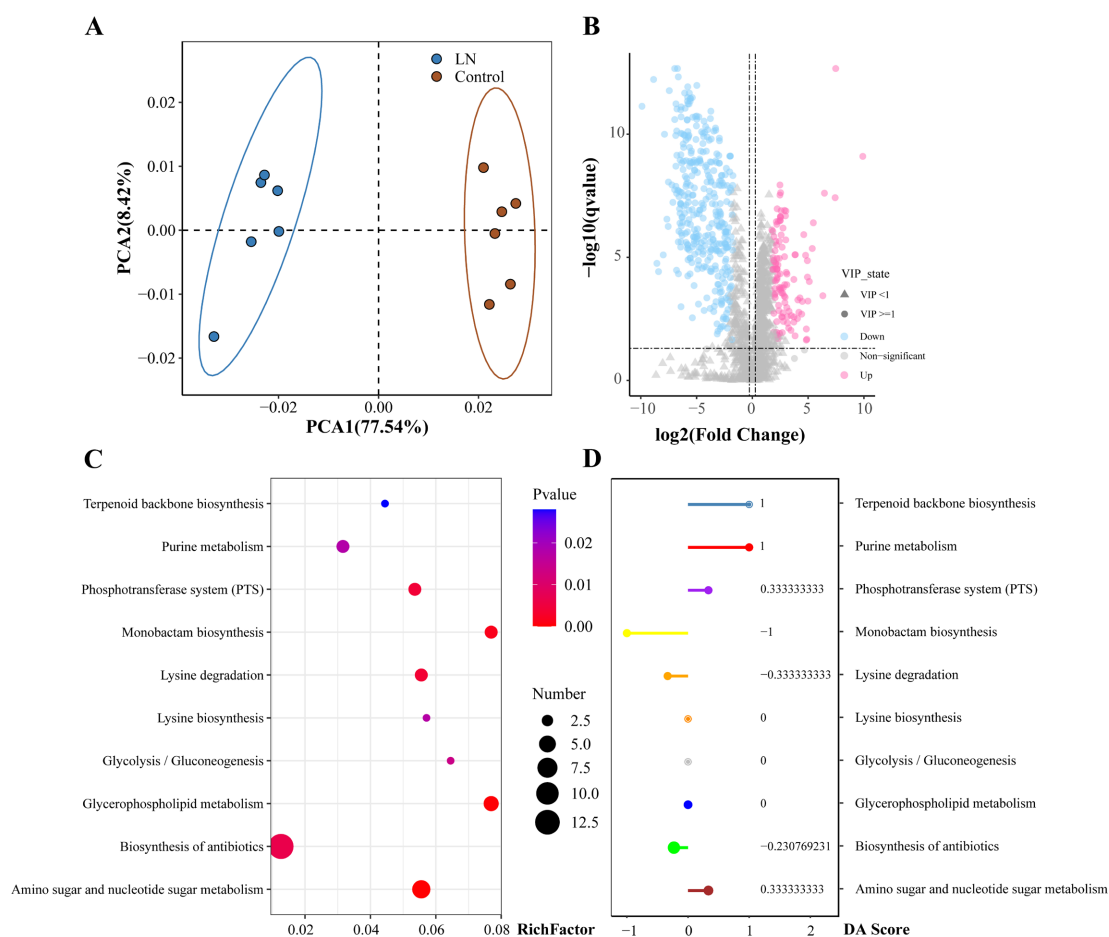 A
LN
Control
0.02
0.01
0.00
−0.01
−0.02
PCA2(8.42%)
−0.02
0.00
0.02
PCA1(77.54%)
B
10
5
0
−log10(qvalue)
VIP_state
VIP <1
VIP >=1
Down
Non−significant
Up
−10
−5
0
5
10
log2(Fold Change)
C
Terpenoid backbone biosynthesis
Purine metabolism
Phosphotransferase system (PTS)
Monobactam biosynthesis
Lysine degradation
Lysine biosynthesis
Glycolysis / Gluconeogenesis
Glycerophospholipid metabolism
Biosynthesis of antibiotics
Amino sugar and nucleotide sugar metabolism
0.02
0.04
0.06
0.08
RichFactor
Pvalue
0.02
0.01
0.00
Number
2.5
5.0
7.5
10.0
12.5
D
1
Terpenoid backbone biosynthesis
1
Purine metabolism
0.333333333
Phosphotransferase system (PTS)
−1
Monobactam biosynthesis
−0.333333333
Lysine degradation
0
Lysine biosynthesis
0
Glycolysis / Gluconeogenesis
0
Glycerophospholipid metabolism
−0.230769231
Biosynthesis of antibiotics
0.333333333
Amino sugar and nucleotide sugar metabolism
−1
0
1
2
DA Score